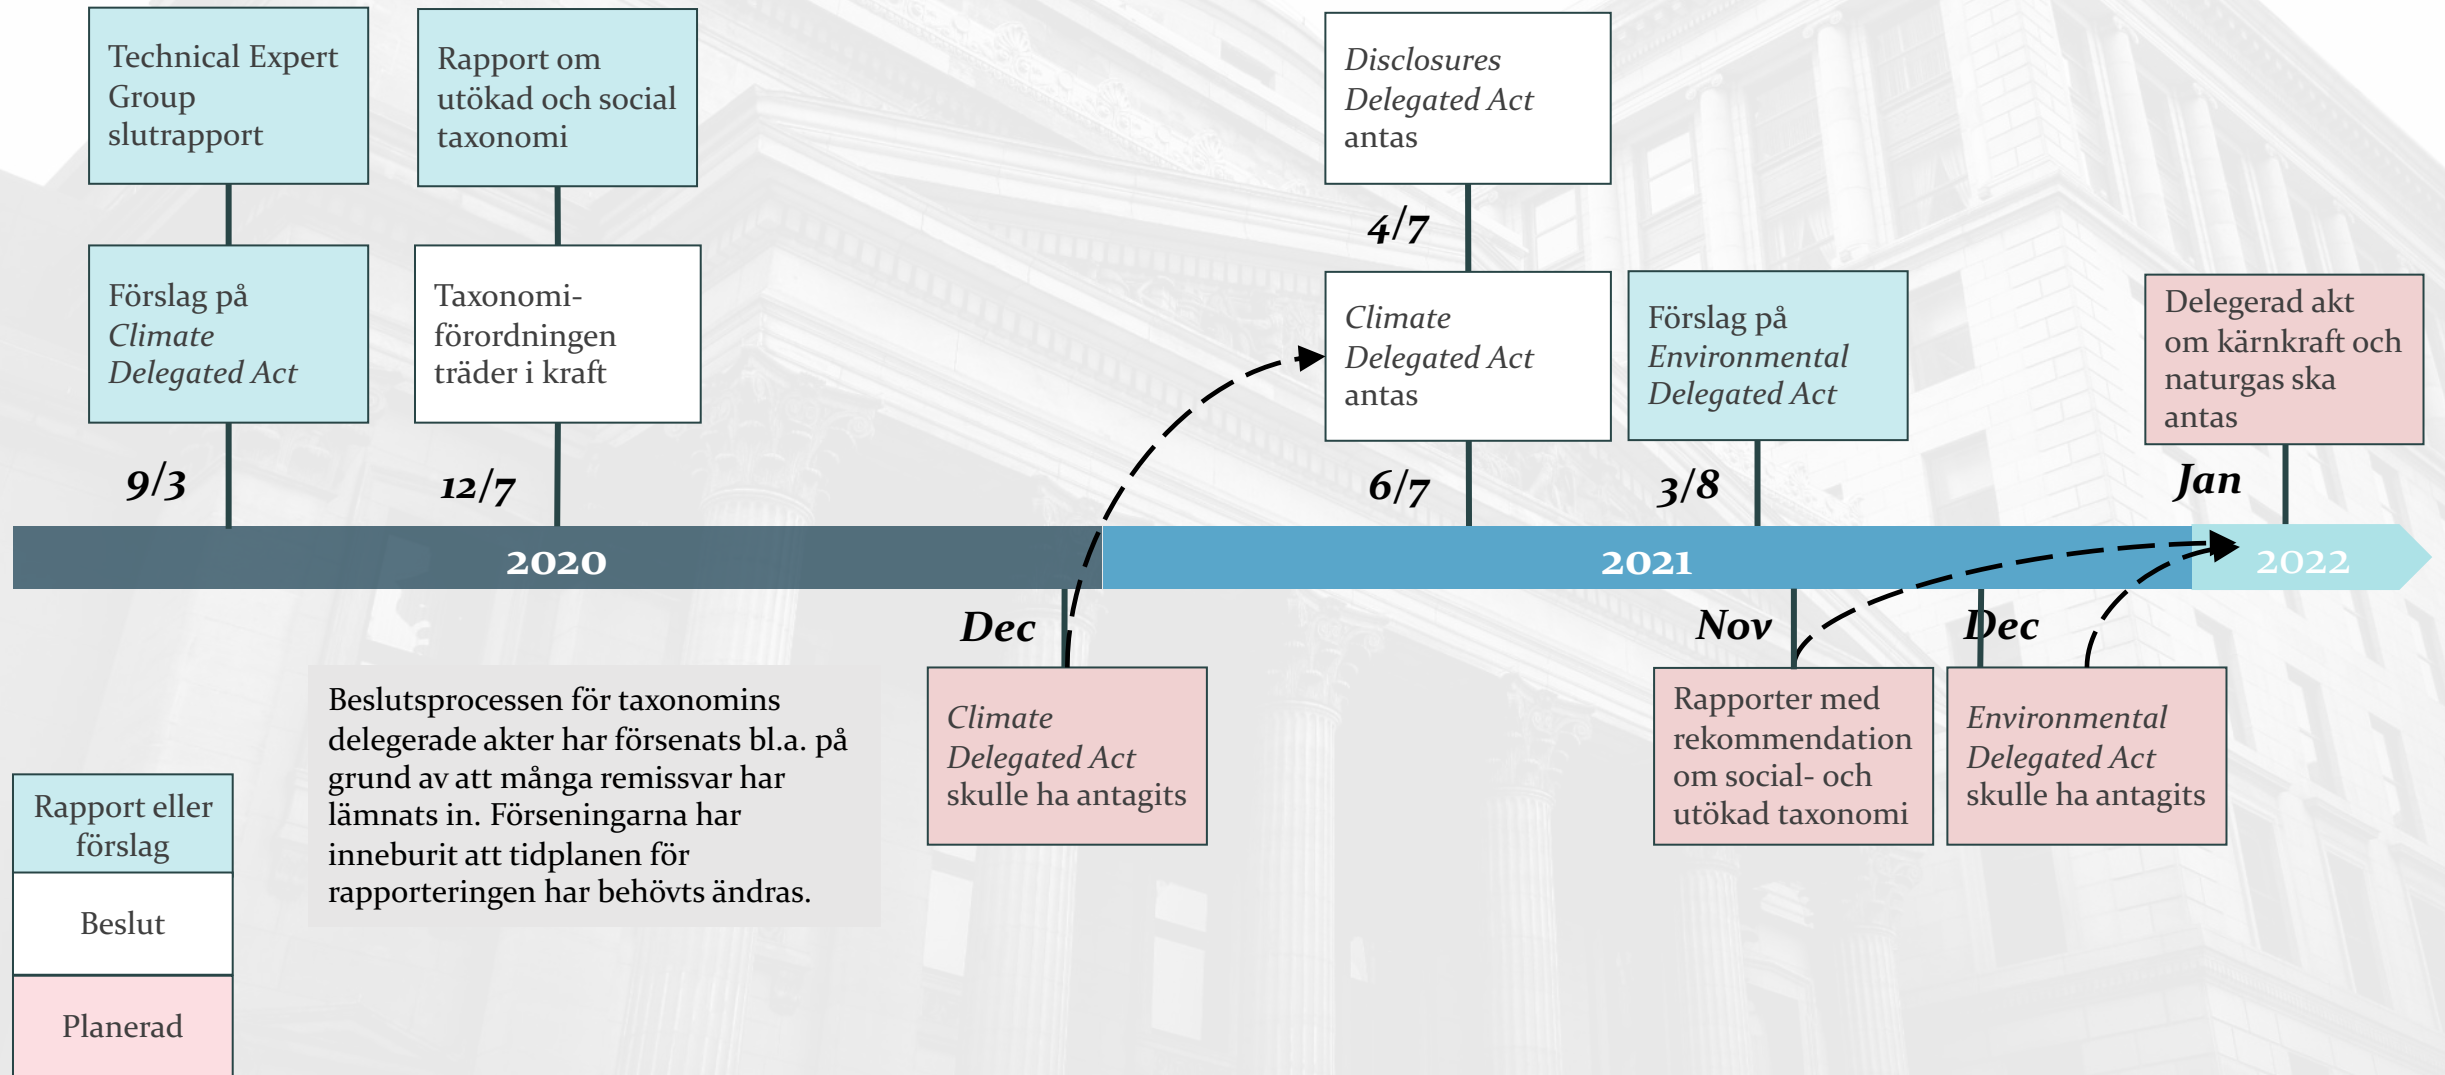 Technical Expert
Group
slutrapport
Förslag på
Climate
Delegated Act
9/3
Rapport om
utökad och social
taxonomi
Taxonomi-
förordningen
träder i kraft
12/7
Disclosures
Delegated Act
antas
4/7
Climate
Delegated Act
antas
6/7
Förslag på
Environmental
Delegated Act
3/8
Delegerad akt
om kärnkraft och
naturgas ska
antas
Jan
2020
2021
2022
Dec
Climate
Delegated Act
skulle ha antagits
Nov
Rapporter med
rekommendation
om social- och
utökad taxonomi
Dec
Environmental
Delegated Act
skulle ha antagits
Beslutsprocessen för taxonomins
delegerade akter har försenats bl.a. på
grund av att många remissvar har
lämnats in. Förseningarna har
inneburit att tidplanen för
rapporteringen har behövts ändras.
Rapport eller
förslag
Beslut
Planerad